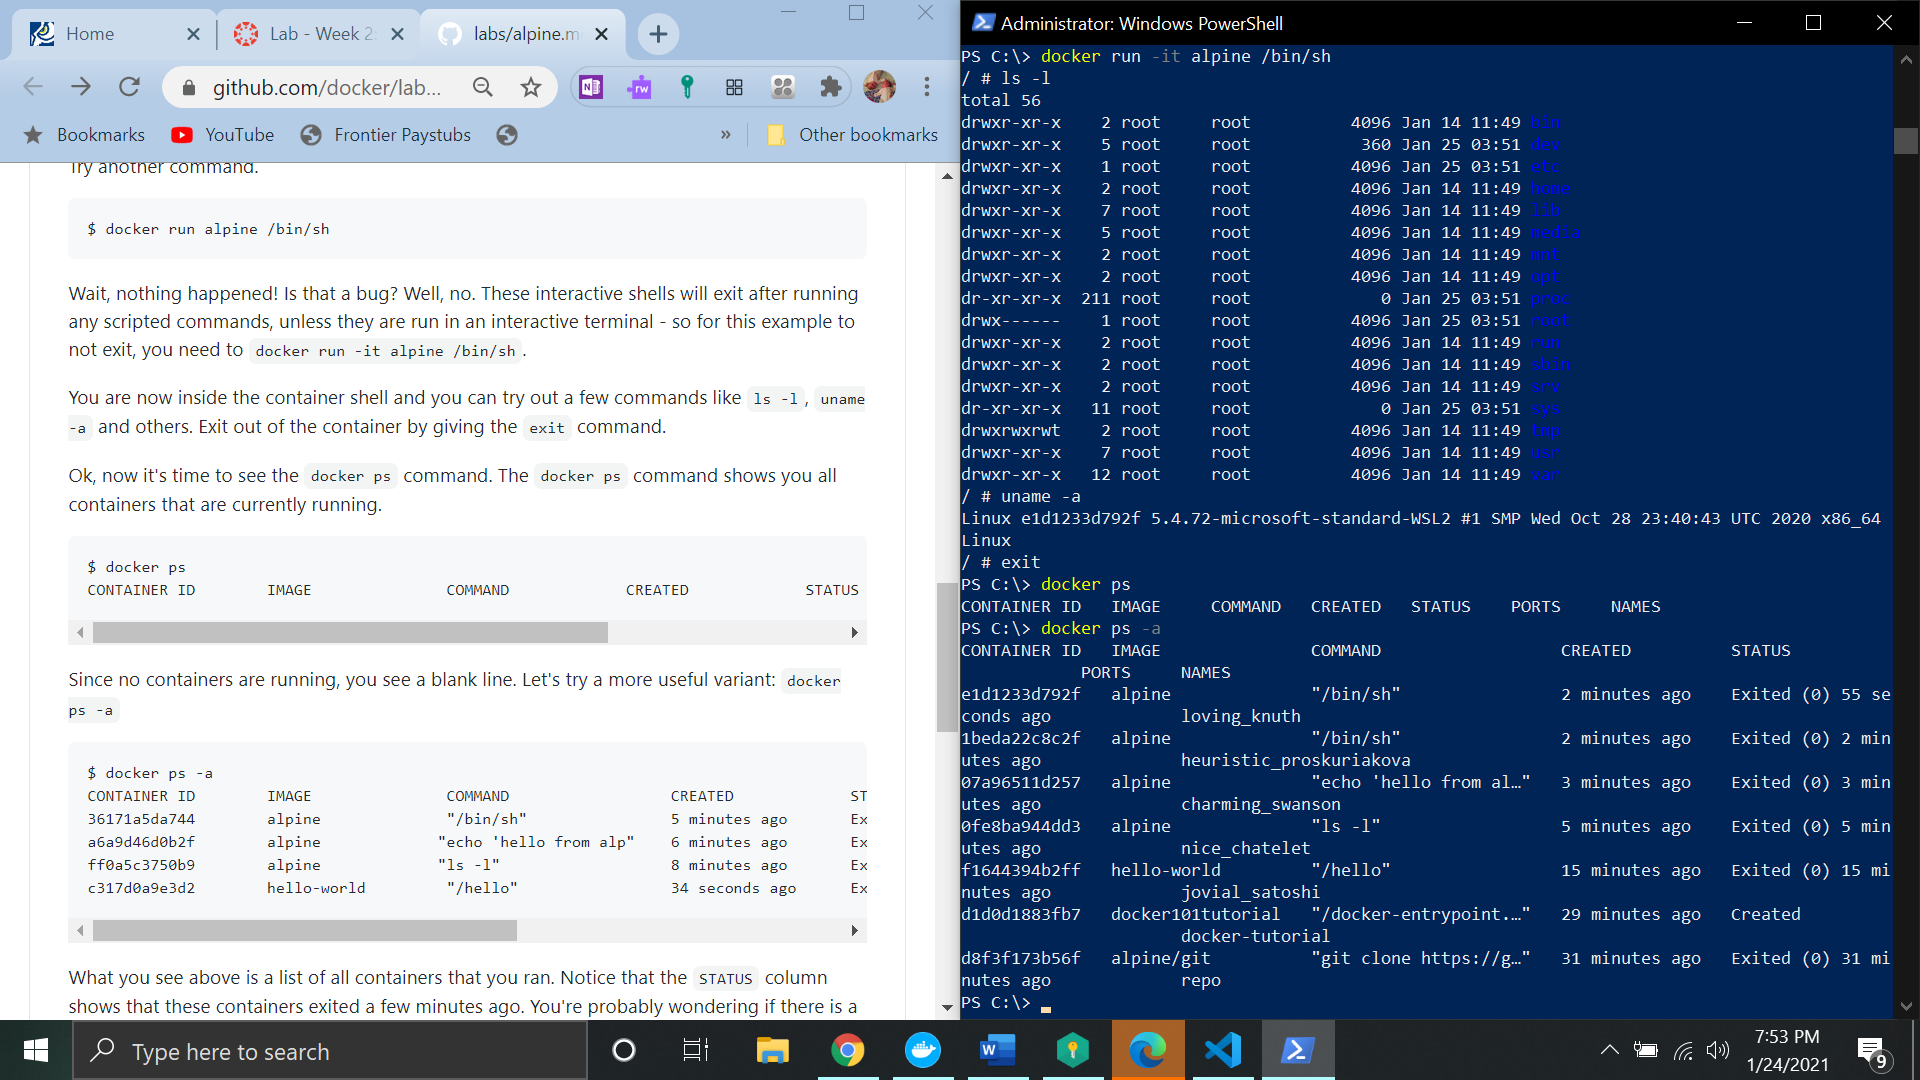 Home
Lab - Week 2
labs/alpine.m
github.com/docker/lab...
Bookmarks
YouTube
Frontier Paystubs
»
Other bookmarks
Try another command.
$ docker run alpine /bin/sh
Wait, nothing happened! Is that a bug? Well, no. These interactive shells will exit after running
any scripted commands, unless they are run in an interactive terminal - so for this example to
not exit, you need to docker run -it alpine /bin/sh .
You are now inside the container shell and you can try out a few commands like ls -l , uname
-a and others. Exit out of the container by giving the exit command.
Ok, now it's time to see the docker ps command. The docker ps command shows you all
containers that are currently running.
$ docker ps
CONTAINER ID IMAGE COMMAND CREATED STATUS
Since no containers are running, you see a blank line. Let's try a more useful variant: docker
ps -a
$ docker ps -a
CONTAINER ID IMAGE COMMAND CREATED ST
36171a5da744 alpine "/bin/sh" 5 minutes ago Ex
a6a9d46d0b2f alpine "echo 'hello from alp" 6 minutes ago Ex
ff0a5c3750b9 alpine "ls -l" 8 minutes ago Ex
c317d0a9e3d2 hello-world "/hello" 34 seconds ago Ex
What you see above is a list of all containers that you ran. Notice that the STATUS column
shows that these containers exited a few minutes ago. You're probably wondering if there is a
Administrator: Windows PowerShell
PS C:\> docker run -it alpine /bin/sh
/ # ls -l
total 56
drwxr-xr-x 2 root root 4096 Jan 14 11:49 bin
drwxr-xr-x 5 root root 360 Jan 25 03:51 dev
drwxr-xr-x 1 root root 4096 Jan 25 03:51 etc
drwxr-xr-x 2 root root 4096 Jan 14 11:49 home
drwxr-xr-x 7 root root 4096 Jan 14 11:49 lib
drwxr-xr-x 5 root root 4096 Jan 14 11:49 media
drwxr-xr-x 2 root root 4096 Jan 14 11:49 mnt
drwxr-xr-x 2 root root 4096 Jan 14 11:49 opt
dr-xr-xr-x 211 root root 0 Jan 25 03:51 proc
drwx------ 1 root root 4096 Jan 25 03:51 root
drwxr-xr-x 2 root root 4096 Jan 14 11:49 run
drwxr-xr-x 2 root root 4096 Jan 14 11:49 sbin
drwxr-xr-x 2 root root 4096 Jan 14 11:49 srv
dr-xr-xr-x 11 root root 0 Jan 25 03:51 sys
drwxrwxrwt 2 root root 4096 Jan 14 11:49 tmp
drwxr-xr-x 7 root root 4096 Jan 14 11:49 usr
drwxr-xr-x 12 root root 4096 Jan 14 11:49 var
/ # uname -a
Linux e1d1233d792f 5.4.72-microsoft-standard-WSL2 #1 SMP Wed Oct 28 23:40:43 UTC 2020 x86_64
Linux
/ # exit
PS C:\> docker ps
CONTAINER ID IMAGE COMMAND CREATED STATUS PORTS NAMES
PS C:\> docker ps -a
CONTAINER ID IMAGE COMMAND CREATED STATUS
PORTS NAMES
e1d1233d792f alpine "/bin/sh" 2 minutes ago Exited (0) 55 se
conds ago loving_knuth
1beda22c8c2f alpine "/bin/sh" 2 minutes ago Exited (0) 2 min
utes ago heuristic_proskuriakova
07a96511d257 alpine "echo 'hello from al…" 3 minutes ago Exited (0) 3 min
utes ago charming_swanson
0fe8ba944dd3 alpine "ls -l" 5 minutes ago Exited (0) 5 min
utes ago nice_chatelet
f1644394b2ff hello-world "/hello" 15 minutes ago Exited (0) 15 mi
nutes ago jovial_satoshi
d1d0d1883fb7 docker101tutorial "/docker-entrypoint.…" 29 minutes ago Created
docker-tutorial
d8f3f173b56f alpine/git "git clone https://g…" 31 minutes ago Exited (0) 31 mi
nutes ago repo
PS C:\>
Type here to search
7:53 PM
1/24/2021
9